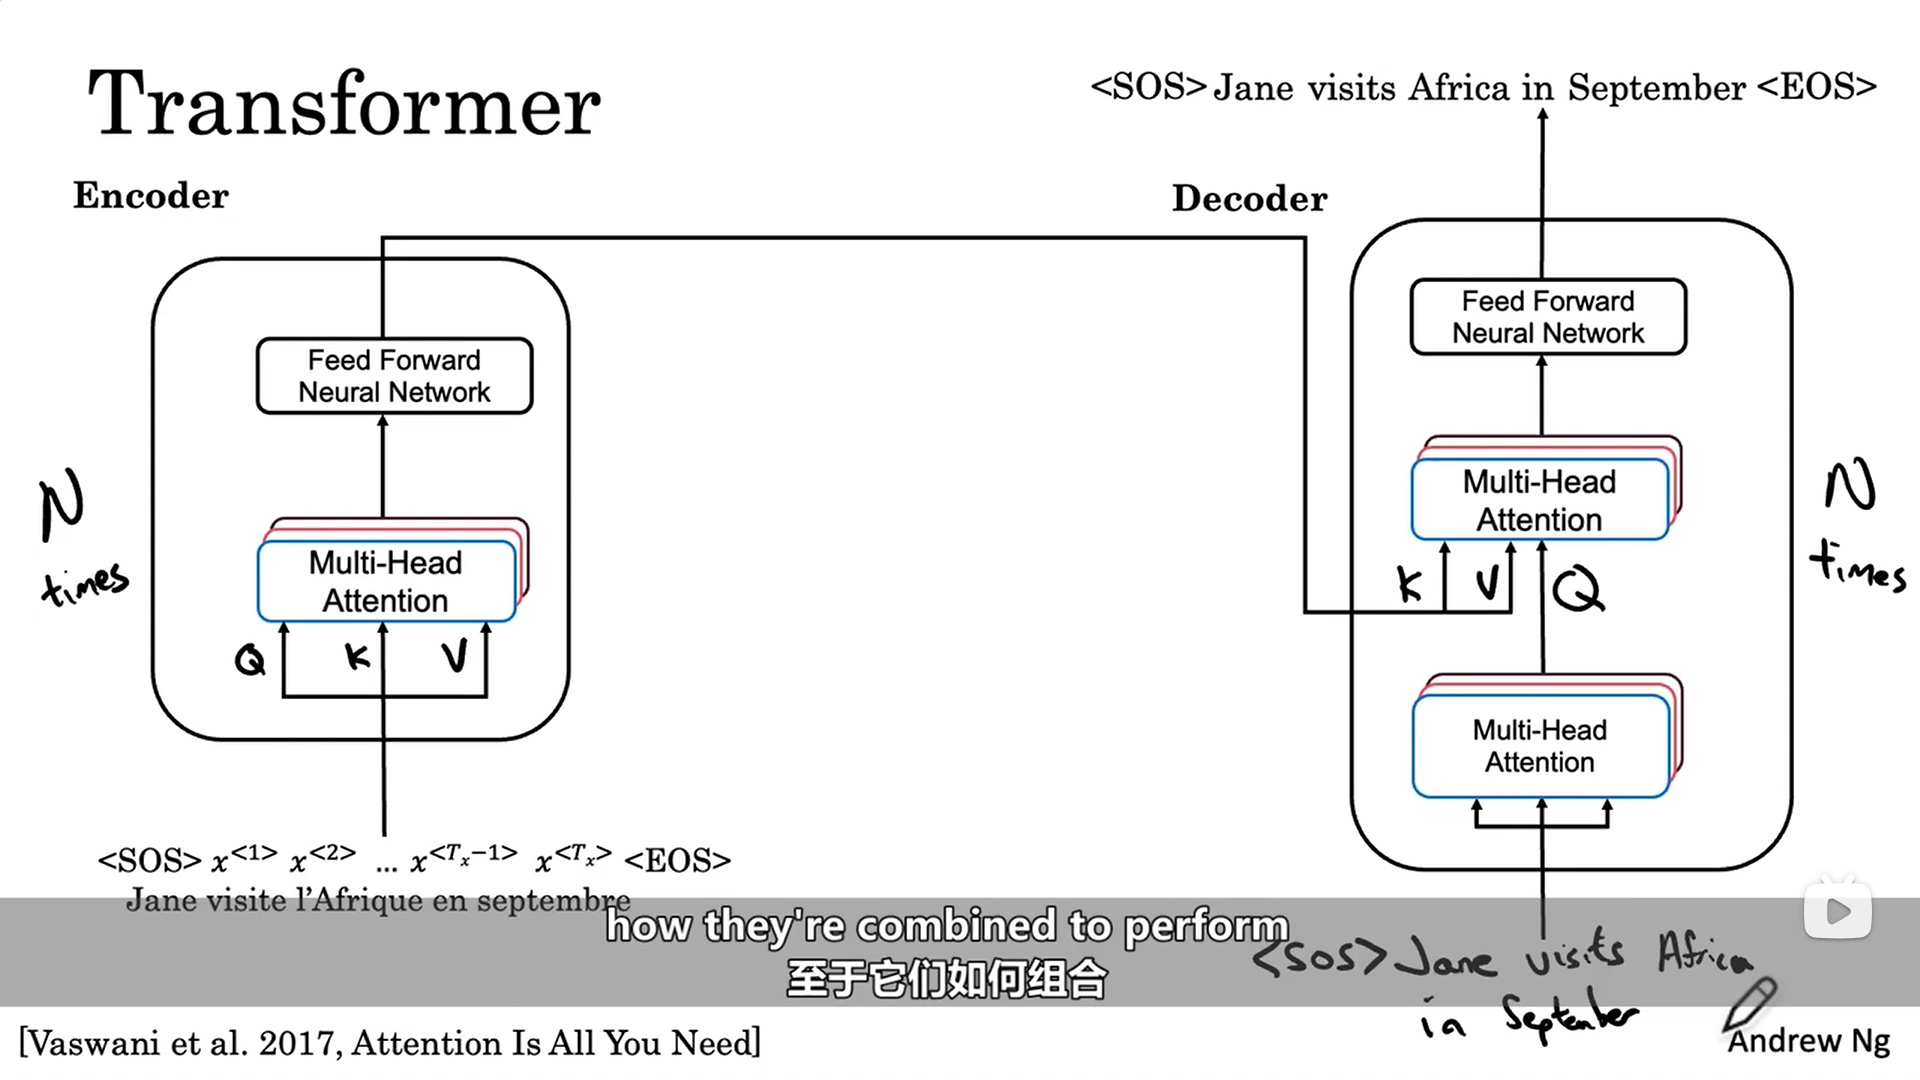 Transformer
<SOS> Jane visits Africa in September <EOS>
Encoder
Decoder
Feed Forward
Neural Network
Multi-Head
Attention
Q K V
N
times
<SOS> x<1> x<2> ... x<Tx−1> x<Tx> <EOS>
Jane visite l'Afrique en septembre
Feed Forward
Neural Network
Multi-Head
Attention
K V Q
Multi-Head
Attention
N
times
<SOS> Jane visits Africa
in September
how they're combined to perform
至于它们如何组合
[Vaswani et al. 2017, Attention Is All You Need]
Andrew Ng